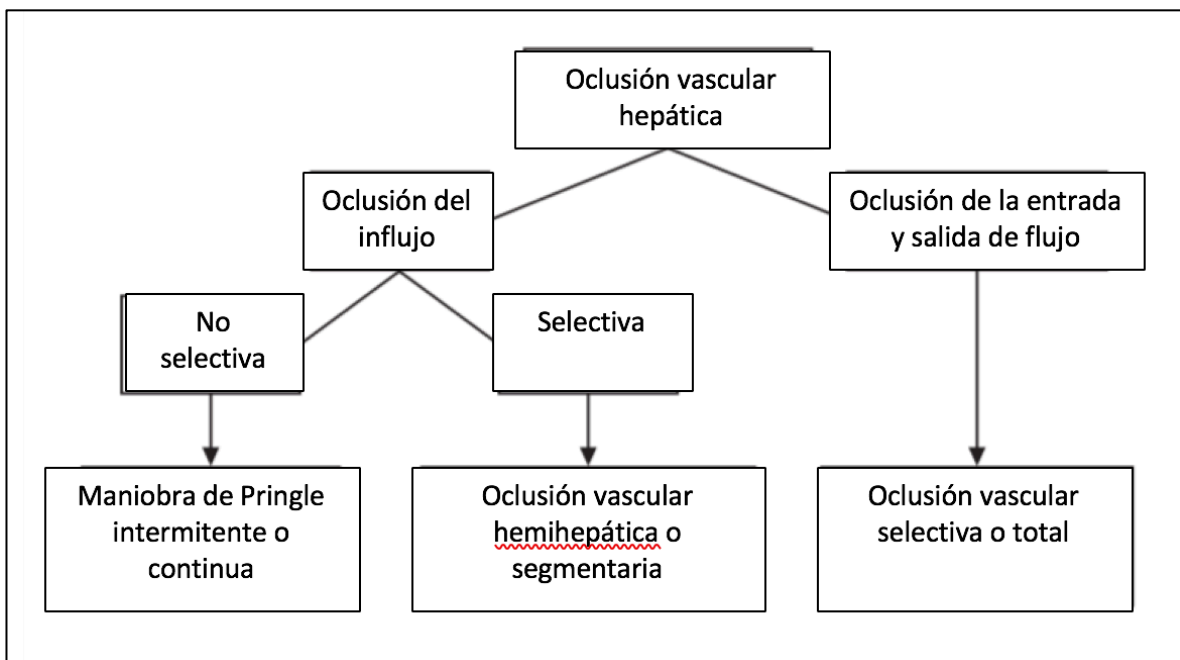 Oclusión vascular
hepática
Oclusión del
influjo
Oclusión de la entrada
y salida de flujo
No
selectiva
Selectiva
Maniobra de Pringle
intermitente o
continua
Oclusión vascular
hemihepática o
segmentaria
Oclusión vascular
selectiva o total